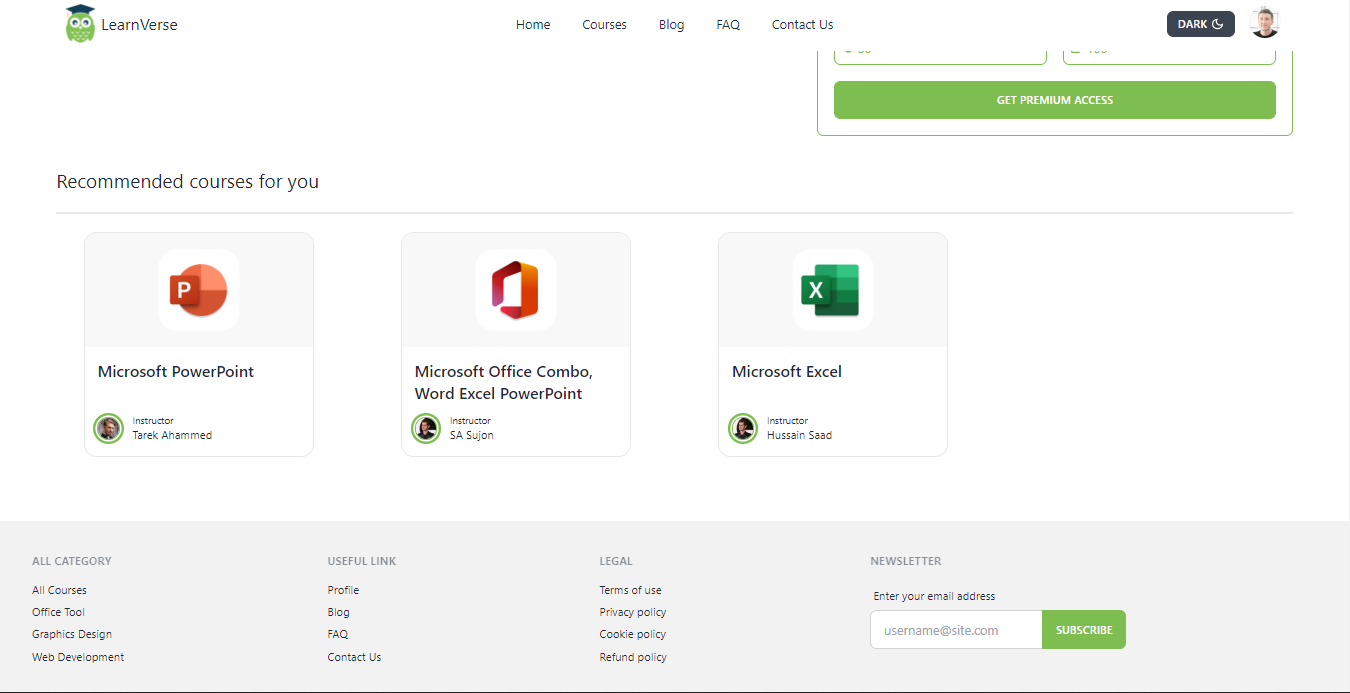 LearnVerse
Home
Courses
Blog
FAQ
Contact Us
DARK
GET PREMIUM ACCESS
Recommended courses for you
P
X
Microsoft PowerPoint
Instructor
Tarek Ahammed
Microsoft Office Combo,
Word Excel PowerPoint
Instructor
SA Sujon
Microsoft Excel
Instructor
Hussain Saad
ALL CATEGORY
All Courses
Office Tool
Graphics Design
Web Development
USEFUL LINK
Profile
Blog
FAQ
Contact Us
LEGAL
Terms of use
Privacy policy
Cookie policy
Refund policy
NEWSLETTER
Enter your email address
username@site.com
SUBSCRIBE